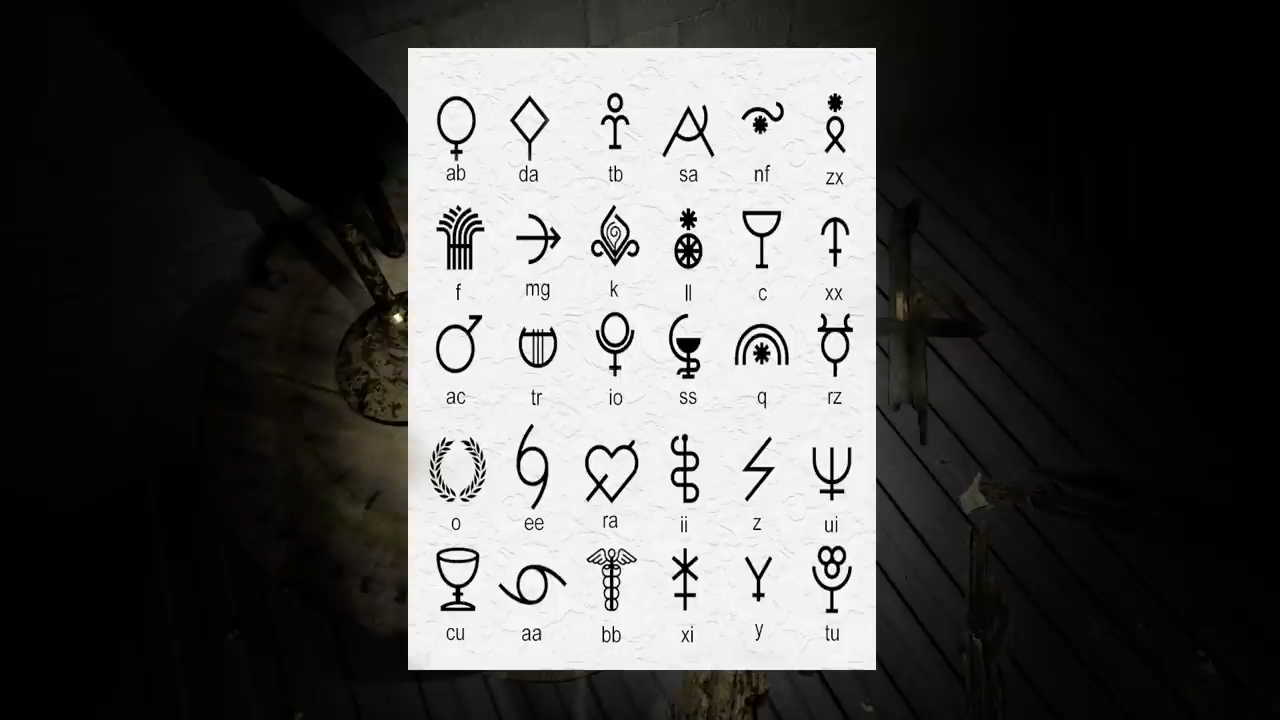 ab da tb sa nf zx
f mg k ll c xx
ac tr io ss q rz
o ee ra ii z ui
cu aa bb xi y tu